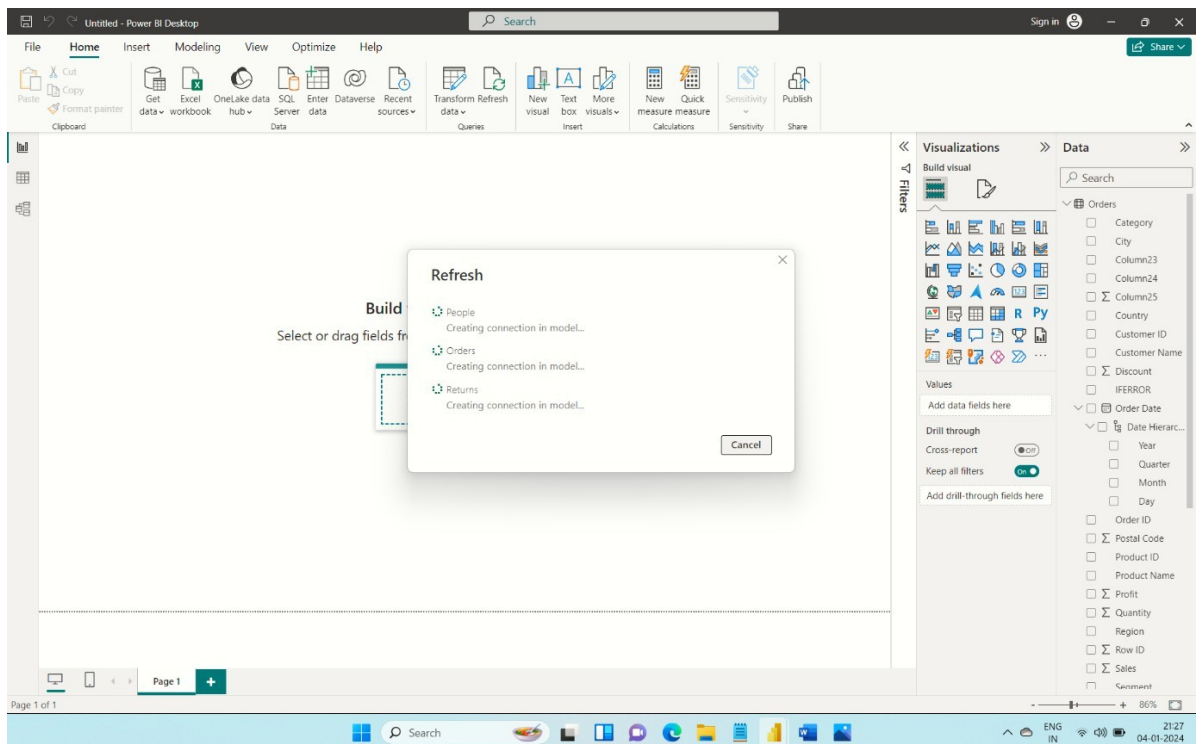 Untitled - Power BI Desktop
Search
Sign in
File Home Insert Modeling View Optimize Help
Share
Paste
Cut
Copy
Format painter
Clipboard
Get data
Excel workbook
OneLake data hub
SQL Server
Enter data
Dataverse
Recent sources
Data
Transform data
Refresh
Queries
New visual
Text box
More visuals
Insert
New measure
Quick measure
Calculations
Sensitivity
Sensitivity
Publish
Share
Filters
Build
Select or drag fields fr
Refresh
People
Creating connection in model...
Orders
Creating connection in model...
Returns
Creating connection in model...
Cancel
Visualizations
Build visual
123
R Py
Values
Add data fields here
Drill through
Cross-report
Off
Keep all filters
On
Add drill-through fields here
Data
Search
Orders
Category
City
Column23
Column24
Σ Column25
Country
Customer ID
Customer Name
Σ Discount
IFERROR
Order Date
Date Hierarc...
Year
Quarter
Month
Day
Order ID
Σ Postal Code
Product ID
Product Name
Σ Profit
Σ Quantity
Region
Σ Row ID
Σ Sales
Segment
Page 1
Page 1 of 1
86%
Search
ENG
IN
21:27
04-01-2024